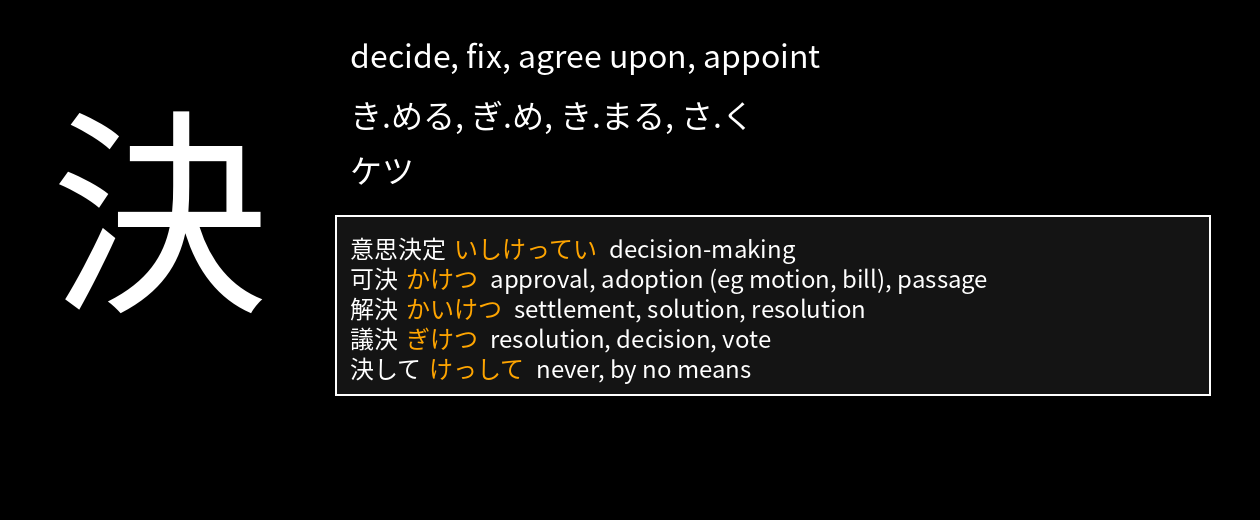 決
decide, fix, agree upon, appoint
き.める, ぎ.め, き.まる, さ.く
ケツ
意思決定 いしけってい decision-making
可決 かけつ approval, adoption (eg motion, bill), passage
解決 かいけつ settlement, solution, resolution
議決 ぎけつ resolution, decision, vote
決して けっして never, by no means